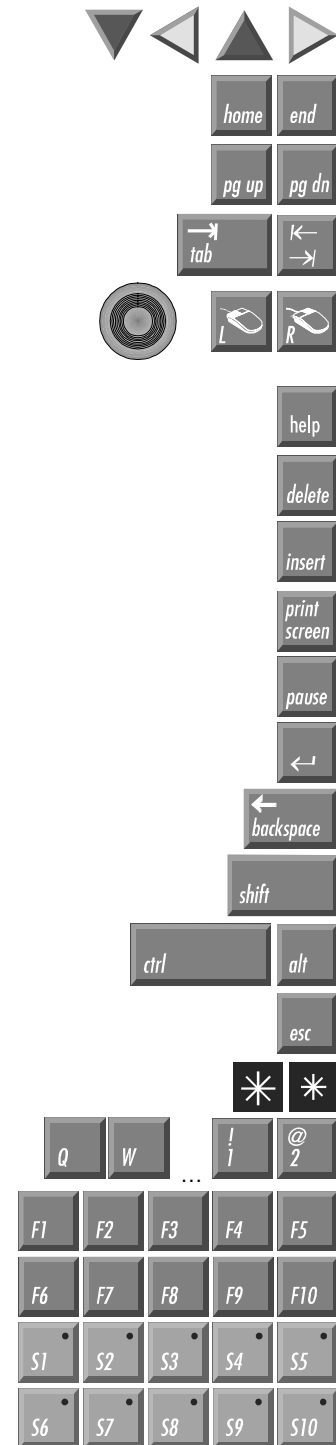 home end
pg up pg dn
tab
L R
help
delete
insert
print
screen
pause
backspace
shift
ctrl alt
esc
! @
Q W ... 1 2
F1 F2 F3 F4 F5
F6 F7 F8 F9 F10
S1 S2 S3 S4 S5
S6 S7 S8 S9 S10